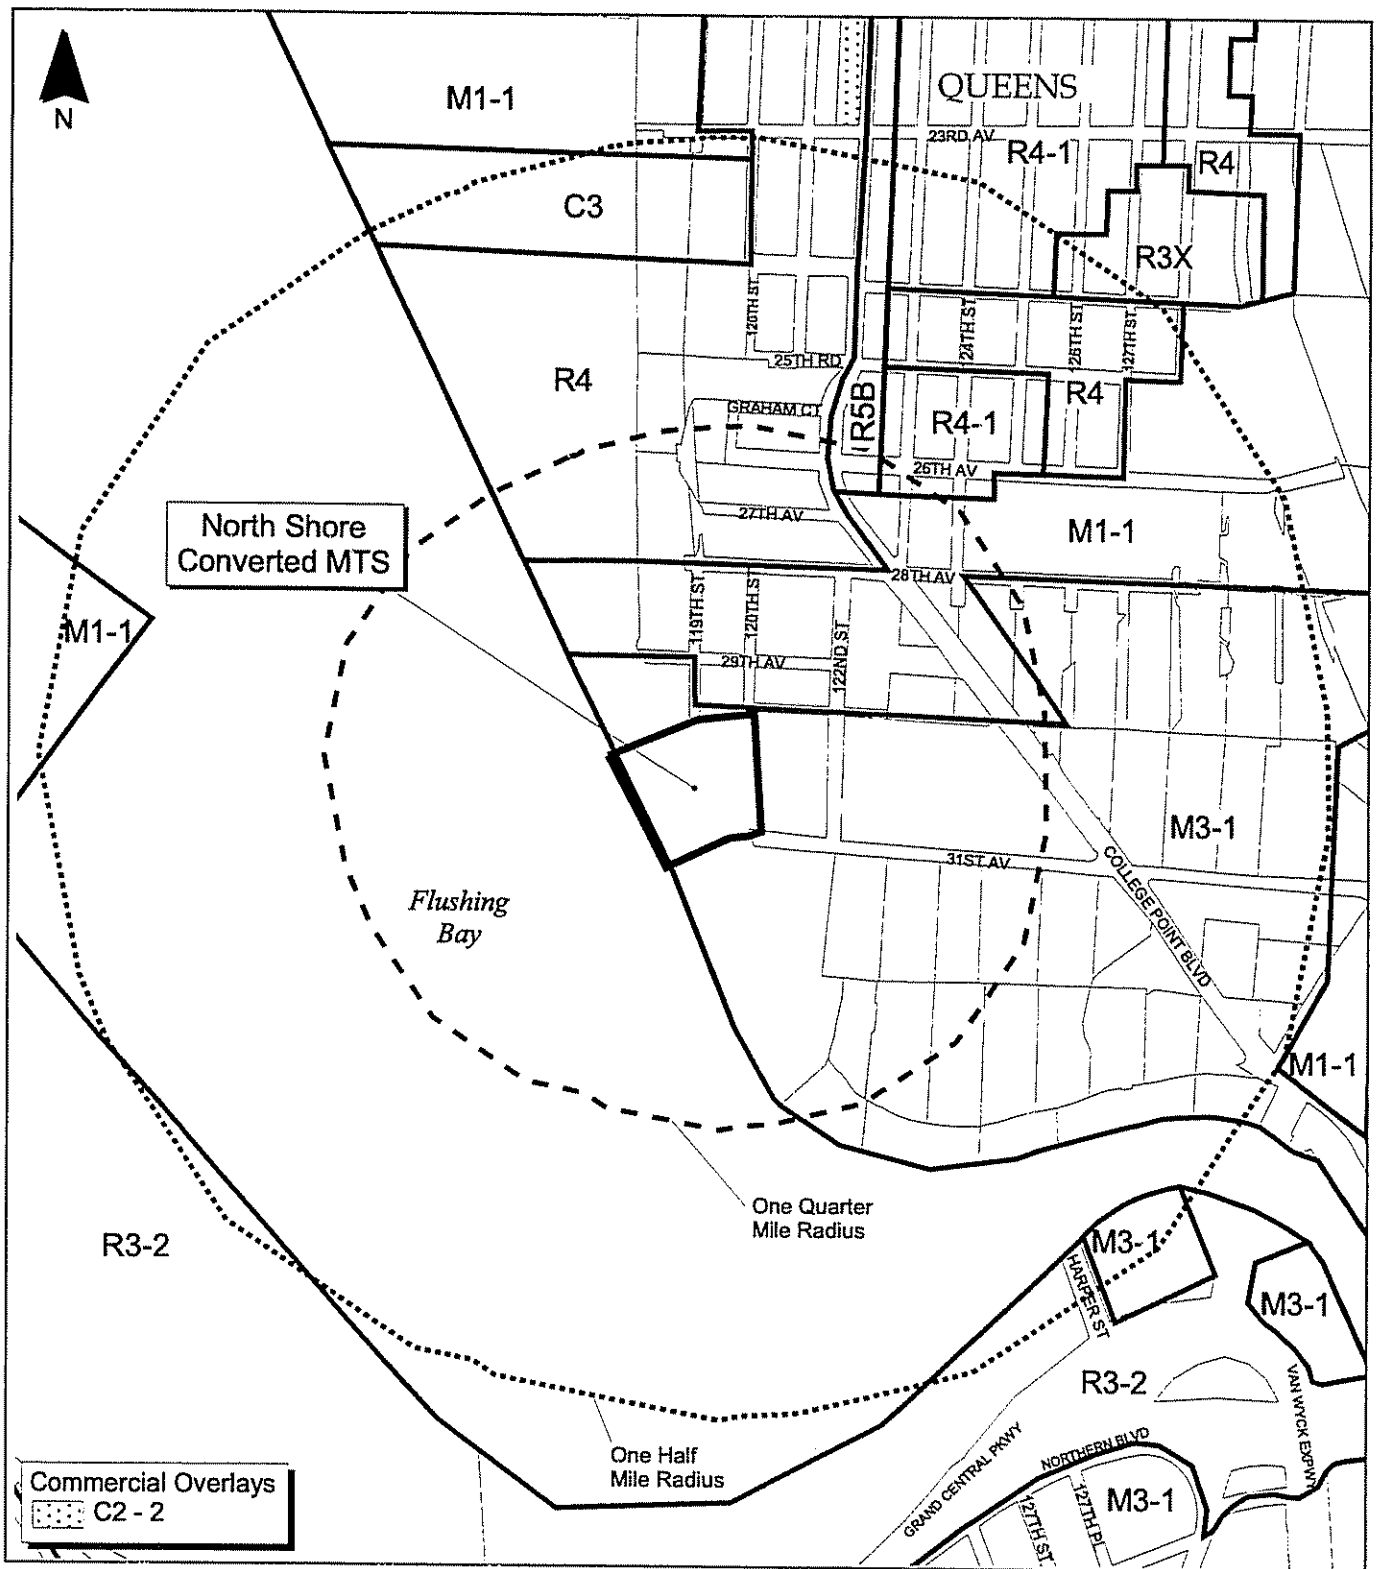 N
M1-1
QUEENS
23RD AV
R4-1
R4
C3
R3X
120TH ST.
124TH ST.
126TH ST.
127TH ST.
25TH RD
R4
R5B
R4-1
R4
GRAHAM CT
26TH AV
North Shore
Converted MTS
27TH AV
M1-1
28TH AV
M1-1
119TH ST
120TH ST
122ND ST
29TH AV
M3-1
31ST AV
COLLEGE POINT BLVD
Flushing
Bay
M1-1
One Quarter
Mile Radius
R3-2
M3-1
HARPER ST
M3-1
R3-2
VAN WYCK EXPWY
One Half
Mile Radius
GRAND CENTRAL PKWY
NORTHERN BLVD
127TH ST.
127TH PL
M3-1
Commercial Overlays
C2 - 2